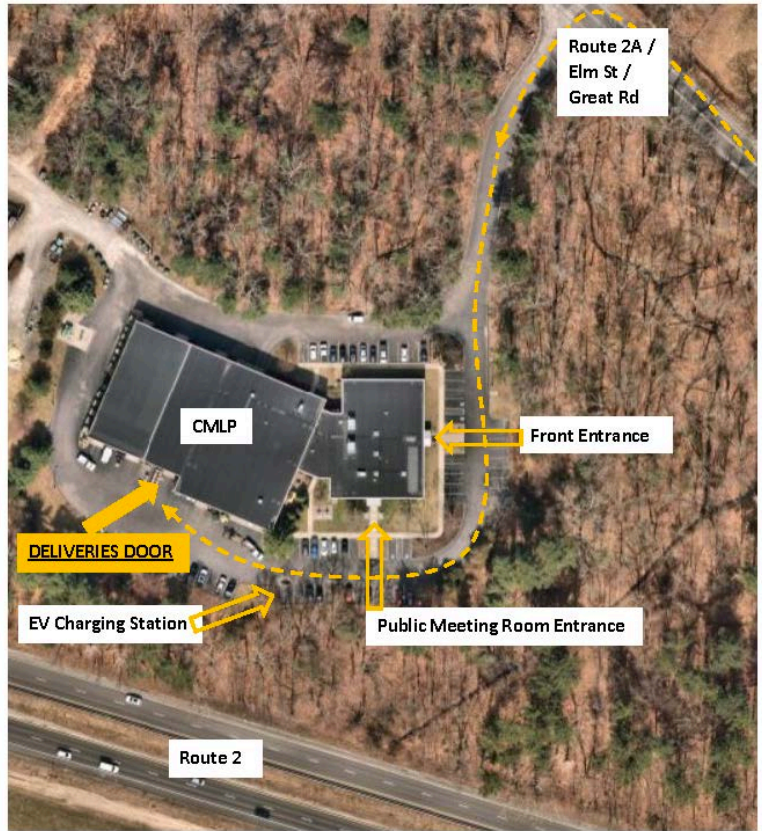 Route 2A /
Elm St /
Great Rd
CMLP
Front Entrance
DELIVERIES DOOR
EV Charging Station
Public Meeting Room Entrance
Route 2